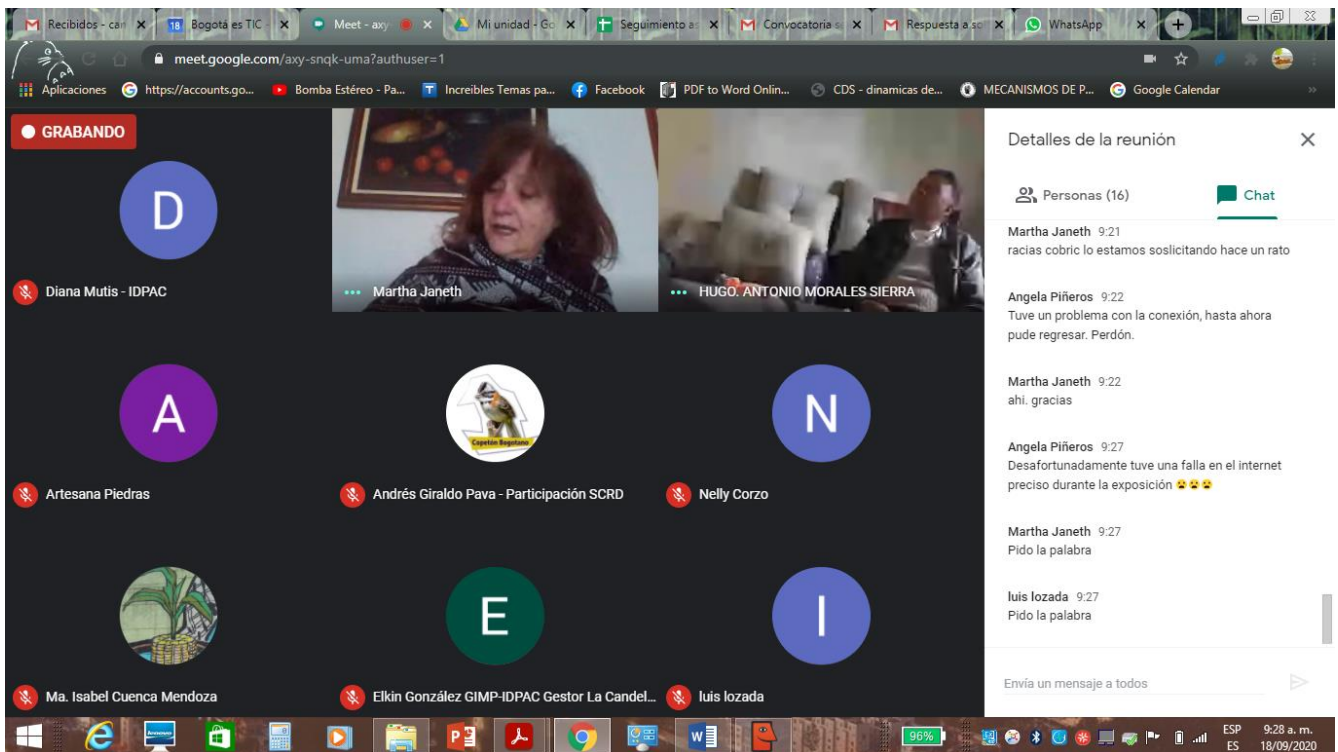 Recibidos - car
18 Bogotá es TIC -
Meet - axy
Mi unidad - Go
Seguimiento a
Convocatoria s
Respuesta a so
WhatsApp
meet.google.com/axy-snqk-uma?authuser=1
Aplicaciones
https://accounts.go...
Bomba Estéreo - Pa...
Increibles Temas pa...
Facebook
PDF to Word Onlin...
CDS - dinamicas de...
MECANISMOS DE P...
Google Calendar
GRABANDO
D
Diana Mutis - IDPAC
Martha Janeth
HUGO. ANTONIO MORALES SIERRA
A
Artesana Piedras
Copetón Bogotano
Andrés Giraldo Pava - Participación SCRD
N
Nelly Corzo
Ma. Isabel Cuenca Mendoza
E
Elkin González GIMP-IDPAC Gestor La Candel...
l
luis lozada
Detalles de la reunión
Personas (16)
Chat
Martha Janeth 9:21
racias cobric lo estamos soslicitando hace un rato
Angela Piñeros 9:22
Tuve un problema con la conexión, hasta ahora
pude regresar. Perdón.
Martha Janeth 9:22
ahi. gracias
Angela Piñeros 9:27
Desafortunadamente tuve una falla en el internet
preciso durante la exposición 😫😫😫
Martha Janeth 9:27
Pido la palabra
luis lozada 9:27
Pido la palabra
Envía un mensaje a todos
96%
ESP
ES
9:28 a. m.
18/09/2020